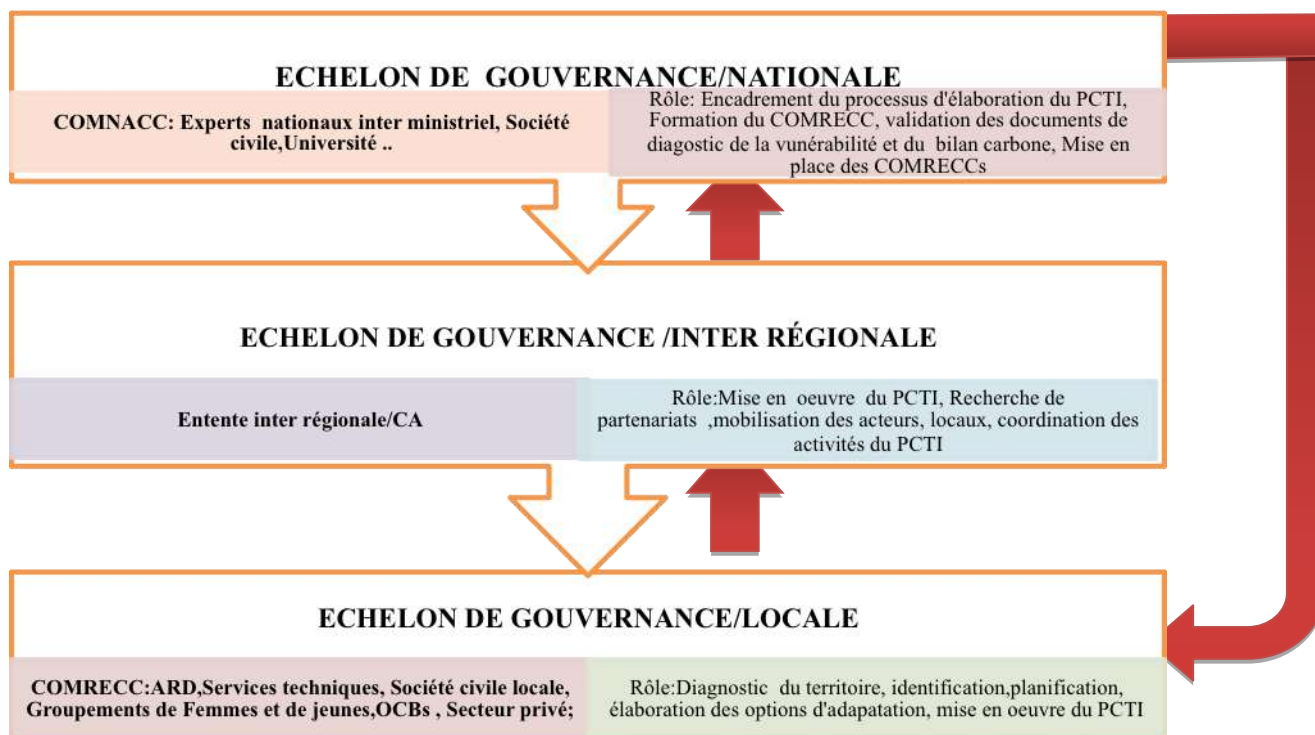 ECHELON DE GOUVERNANCE/NATIONALE
COMNACC: Experts nationaux inter ministriel, Société
civile,Université ..
Rôle: Encadrement du processus d'élaboration du PCTI,
Formation du COMRECC, validation des documents de
diagostic de la vunérabilité et du bilan carbone, Mise en
place des COMRECCs
ECHELON DE GOUVERNANCE /INTER RÉGIONALE
Entente inter régionale/CA
Rôle:Mise en oeuvre du PCTI, Recherche de
partenariats ,mobilisation des acteurs, locaux, coordination des
activités du PCTI
ECHELON DE GOUVERNANCE/LOCALE
COMRECC:ARD,Services techniques, Société civile locale,
Groupements de Femmes et de jeunes,OCBs , Secteur privé;
Rôle:Diagnostic du territoire, identification,planification,
élaboration des options d'adapatation, mise en oeuvre du PCTI